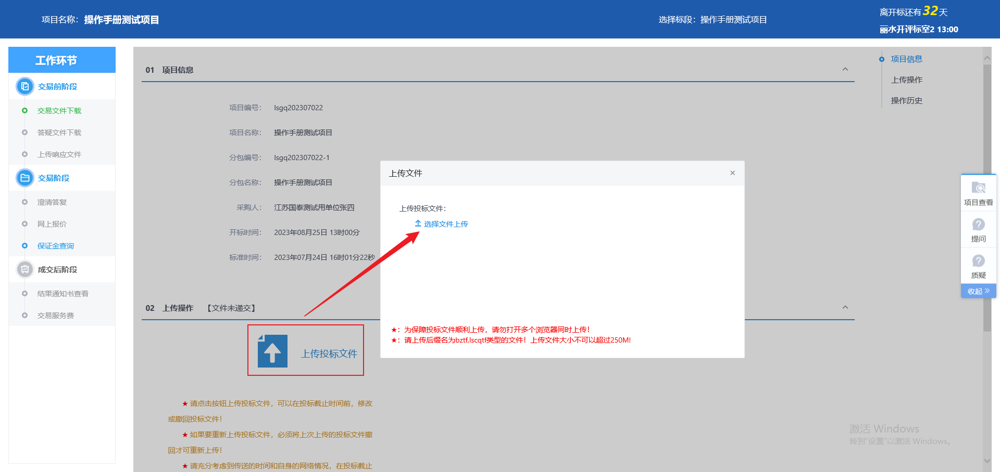 项目名称：操作手册测试项目
选择标段：操作手册测试项目
离开标还有32天
丽水开评标室2 13:00
工作环节
交易前阶段
交易文件下载
答疑文件下载
上传响应文件
交易阶段
澄清答复
网上报价
保证金查询
成交后阶段
结果通知书查看
交易服务费
01 项目信息
项目编号： lsgq202307022
项目名称： 操作手册测试项目
分包编号： lsgq202307022-1
分包名称： 操作手册测试项目
采购人： 江苏国泰测试用单位张四
开标时间： 2023年08月25日 13时00分
标准时间： 2023年07月24日 16时01分22秒
02 上传操作 【文件未递交】
上传投标文件
★ 请点击按钮上传投标文件，可以在投标截止时间前，修改
或撤回投标文件！
★ 如果要重新上传投标文件，必须将上次上传的投标文件撤
回才可重新上传！
★ 请充分考虑到传送的时间和自身的网络情况，在投标截止
上传文件
×
上传投标文件：
选择文件上传
★：为保障投标文件顺利上传，请勿打开多个浏览器同时上传！
★：请上传后缀名为bztf,lscqtf类型的文件！上传文件大小不可以超过250M!
项目信息
上传操作
操作历史
项目查看
提问
质疑
收起 »
激活 Windows
转到“设置”以激活 Windows。